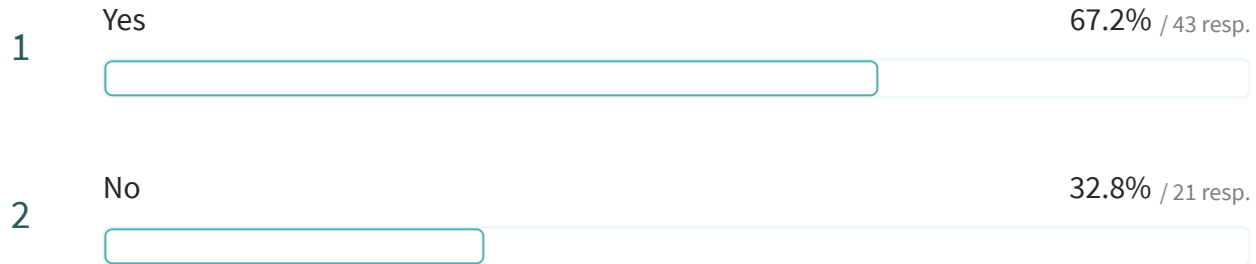 1
Yes
67.2% / 43 resp.
2
No
32.8% / 21 resp.